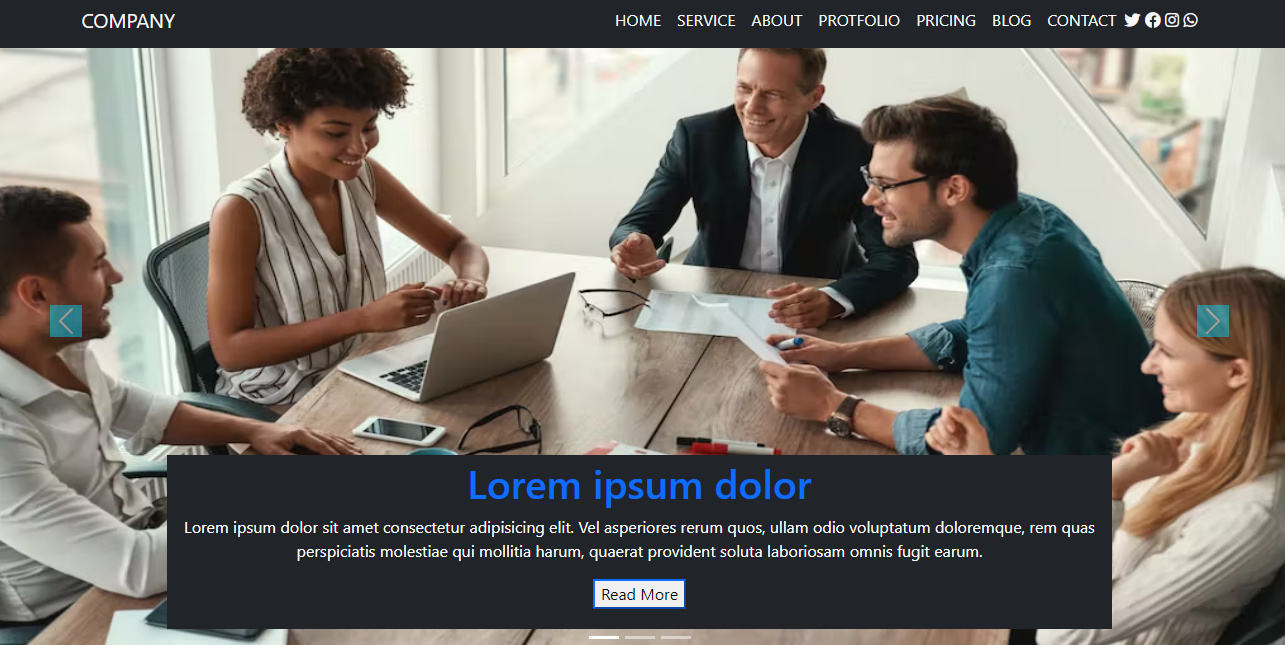 COMPANY
HOME SERVICE ABOUT PROTFOLIO PRICING BLOG CONTACT
Lorem ipsum dolor
Lorem ipsum dolor sit amet consectetur adipisicing elit. Vel asperiores rerum quos, ullam odio voluptatum doloremque, rem quas
perspiciatis molestiae qui mollitia harum, quaerat provident soluta laboriosam omnis fugit earum.
Read More